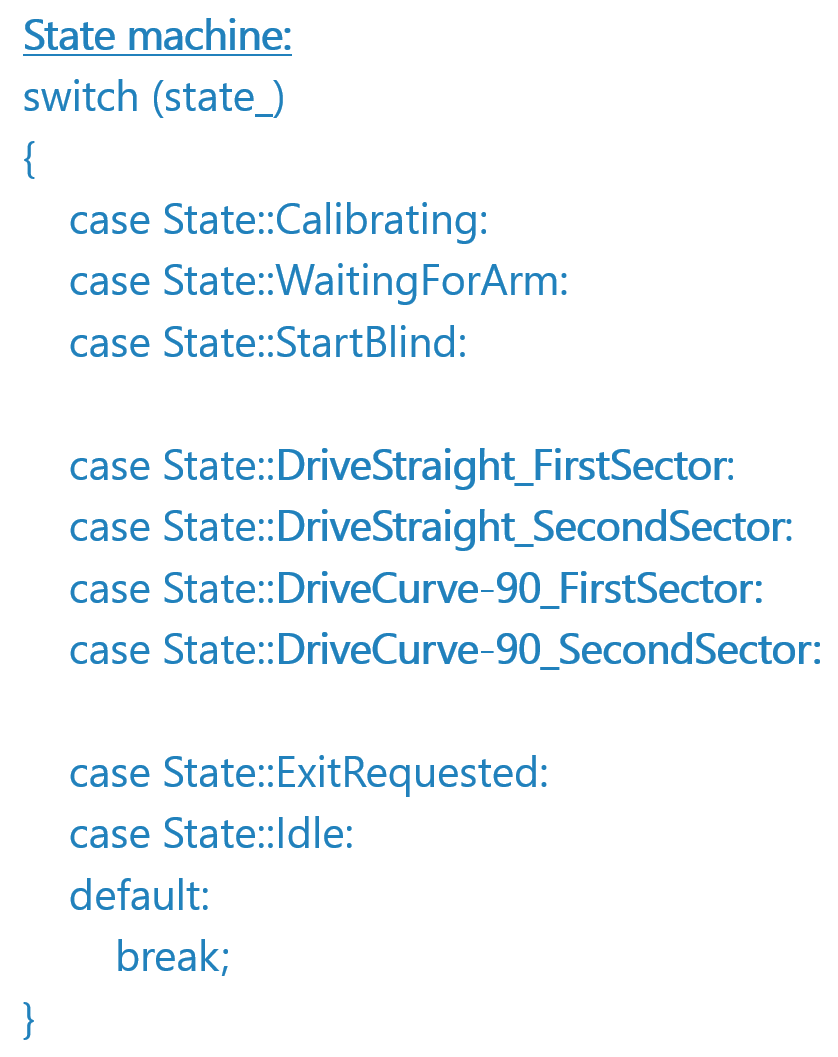 State machine:
switch (state_)
{
case State::Calibrating:
case State::WaitingForArm:
case State::StartBlind:
case State::DriveStraight_FirstSector:
case State::DriveStraight_SecondSector:
case State::DriveCurve-90_FirstSector:
case State::DriveCurve-90_SecondSector:
case State::ExitRequested:
case State::Idle:
default:
break;
}